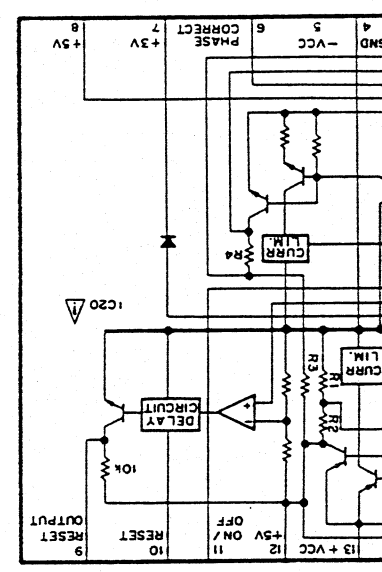 8 +5V
7 +3V
6 PHASE CORRECT
5 -VCC
4 GND
CURR LIM.
R4
IC20
CURR LIM.
R3
R1
R2
DELAY CIRCUIT
+
-
10k
9 RESET OUTPUT
10 RESET
11 ON/OFF
12 +5V
13 + VCC